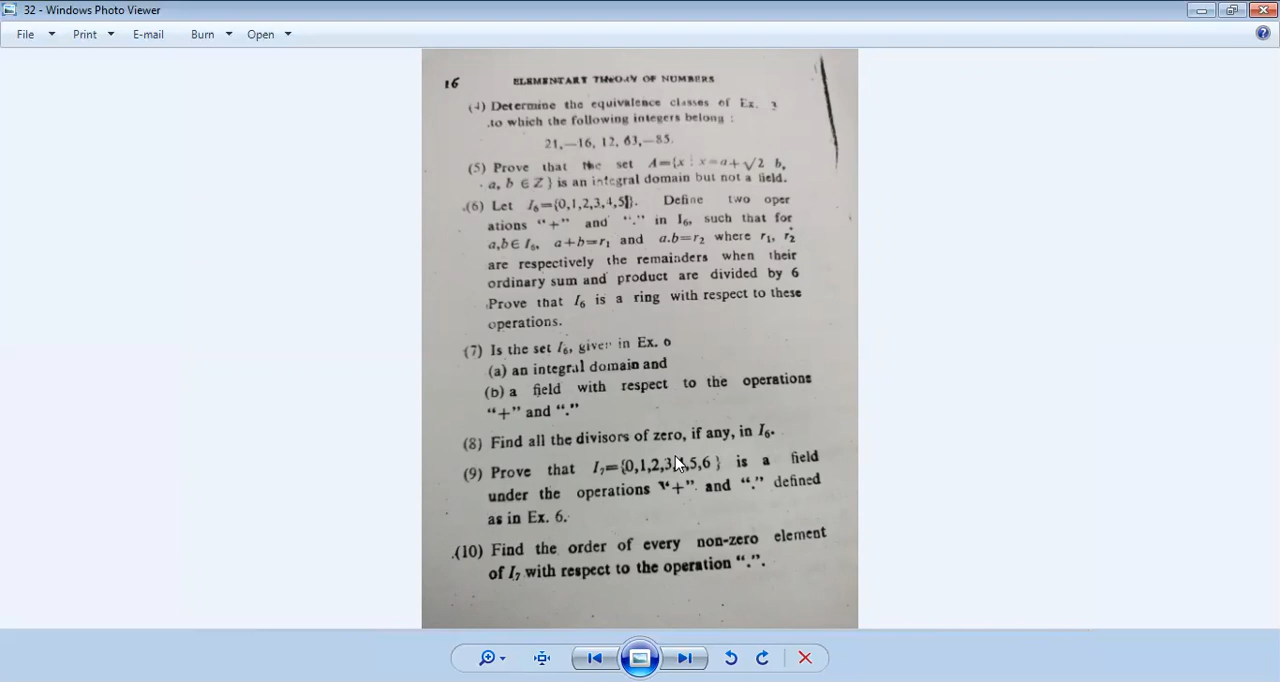 32 - Windows Photo Viewer
File Print E-mail Burn Open
16 ELEMENTARY THEORY OF NUMBERS
(4) Determine the equivalence classes of Ex. 3
to which the following integers belong :
21,—16, 12, 63,—85.
(5) Prove that the set A={x : x=a+√2 b,
a, b ∈ Z} is an integral domain but not a field.
(6) Let I₆={0,1,2,3,4,5}. Define two oper
ations “+” and “.” in I₆, such that for
a,b∈ I₆, a+b=r₁ and a.b=r₂ where r₁, r₂
are respectively the remainders when their
ordinary sum and product are divided by 6
Prove that I₆ is a ring with respect to these
operations.
(7) Is the set I₆, given in Ex. 6
(a) an integral domain and
(b) a field with respect to the operations
“+” and “.”
(8) Find all the divisors of zero, if any, in I₆.
(9) Prove that I₇={0,1,2,3,4,5,6 } is a field
under the operations “+” and “.” defined
as in Ex. 6.
(10) Find the order of every non-zero element
of I₇ with respect to the operation “.”.